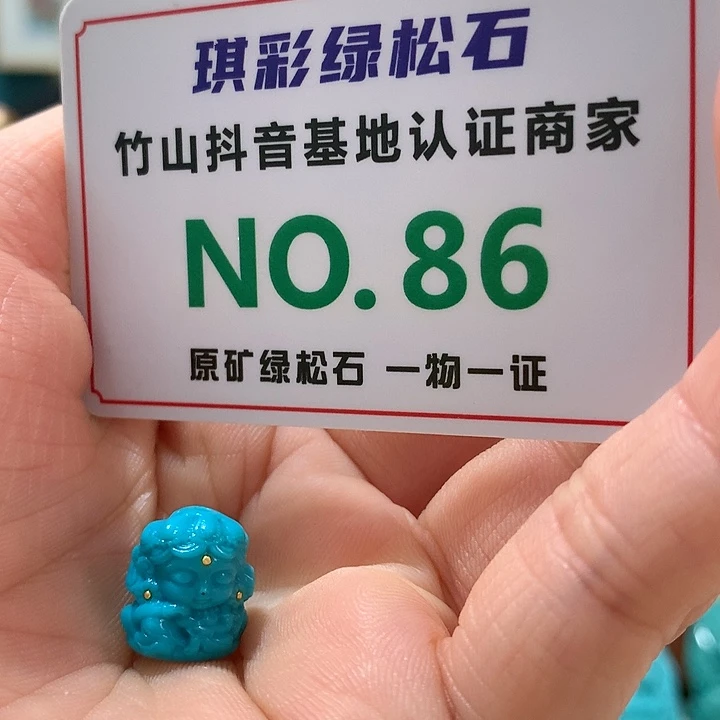 琪彩绿松石
竹山抖音基地认证商家
NO.86
原矿绿松石 一物一证